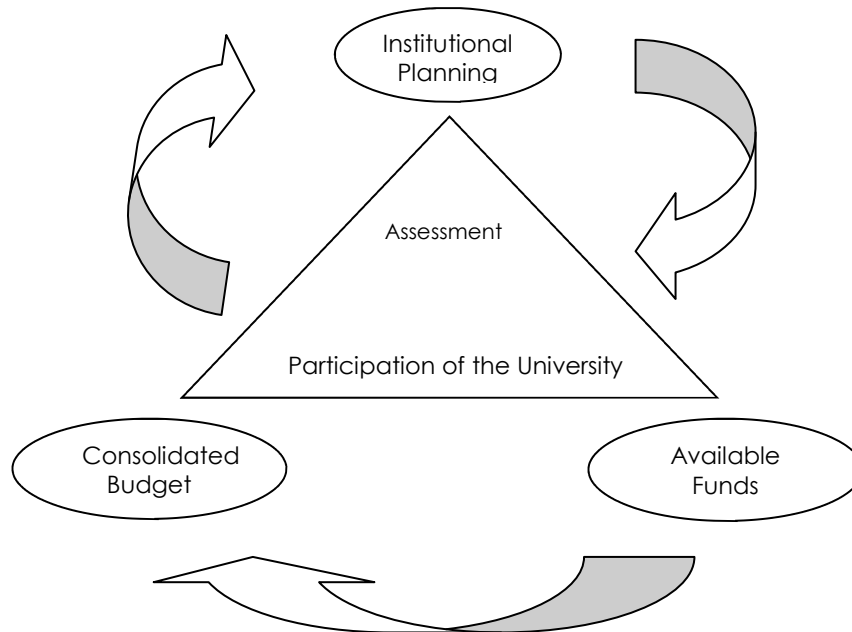 Institutional
Planning
Assessment
Participation of the University
Consolidated
Budget
Available
Funds